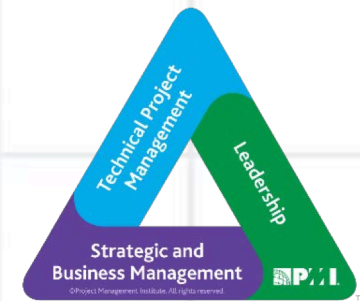 Technical Project
Management
Leadership
Strategic and
Business Management
PMI.
©Project Management Institute. All rights reserved